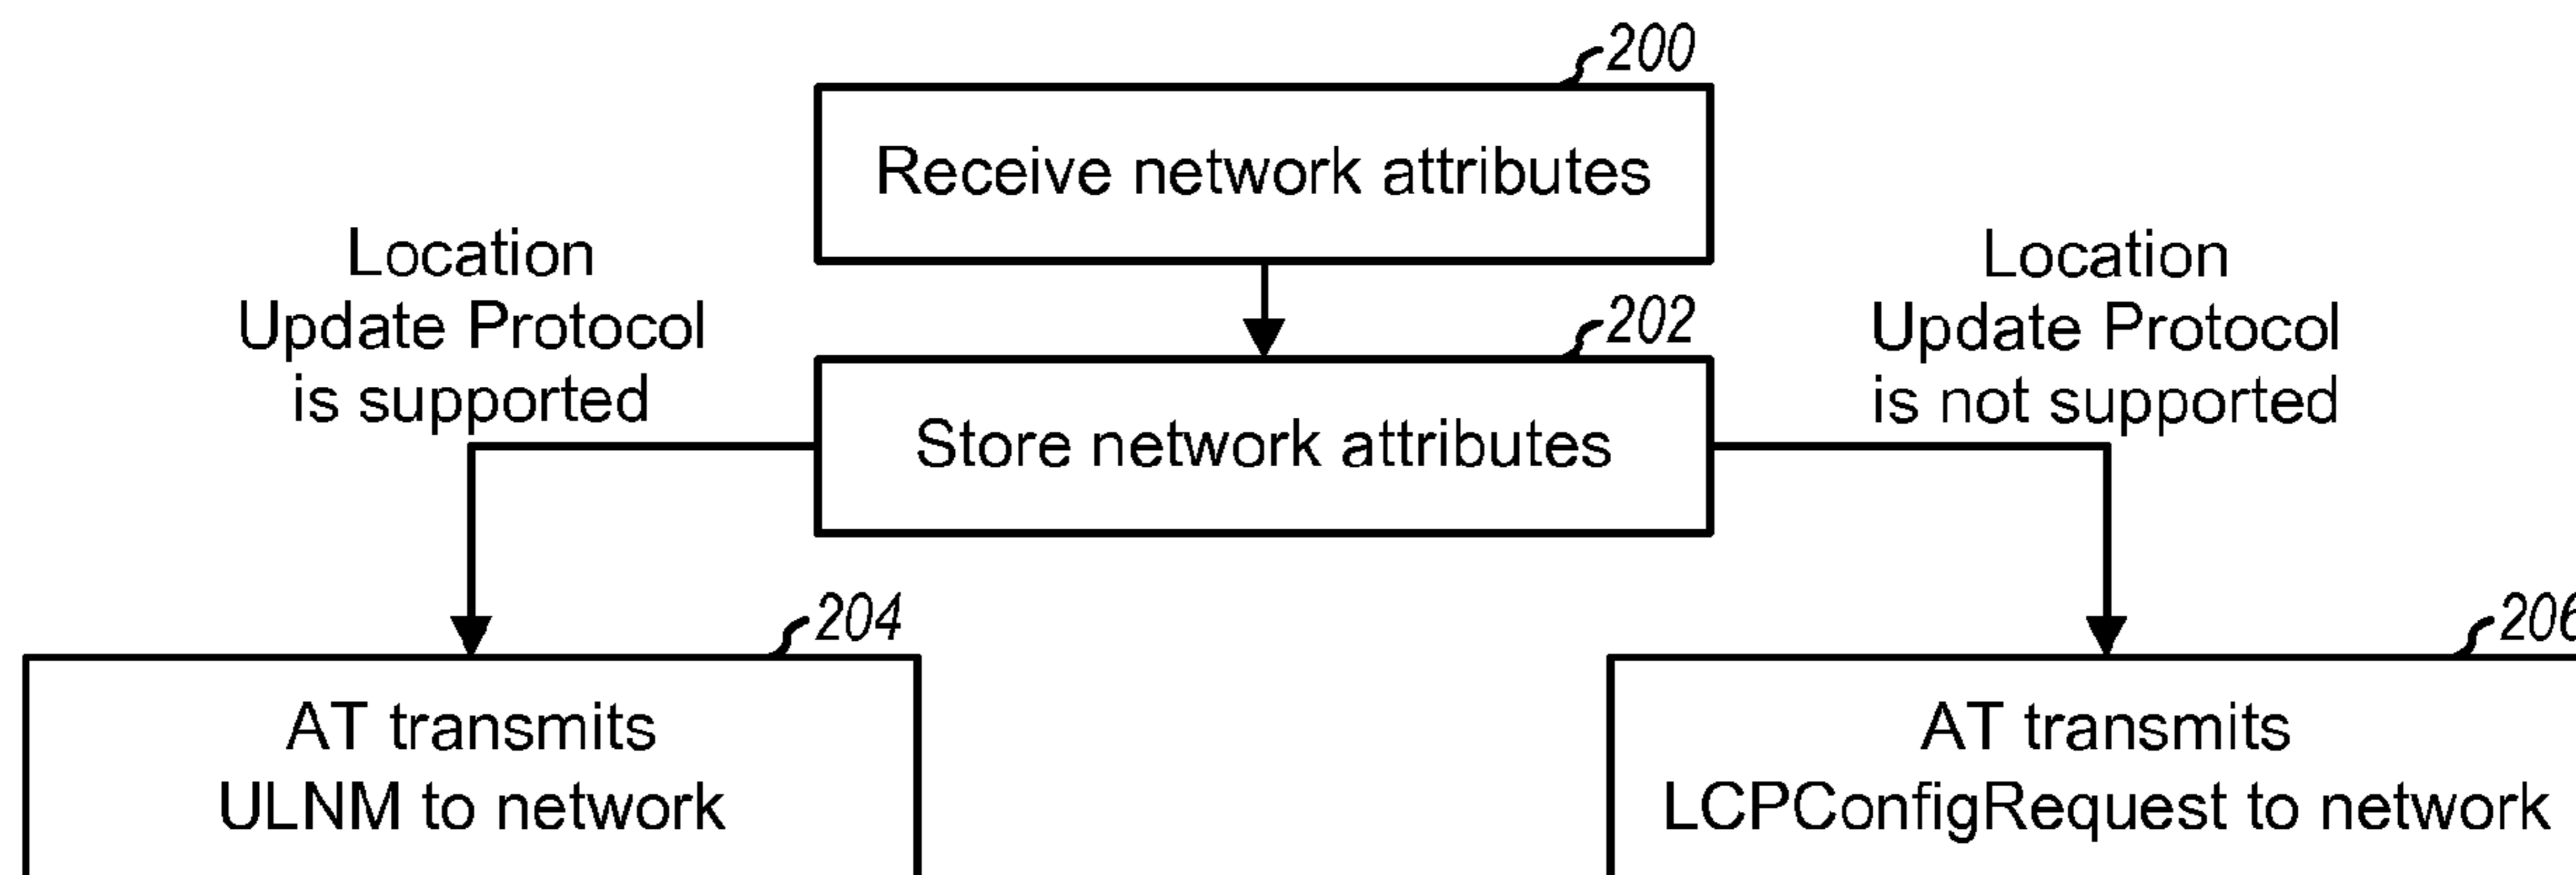 200
Receive network attributes
Location
Update Protocol
is supported
Location
Update Protocol
is not supported
202
Store network attributes
204
AT transmits
ULNM to network
206
AT transmits
LCPConfigRequest to network